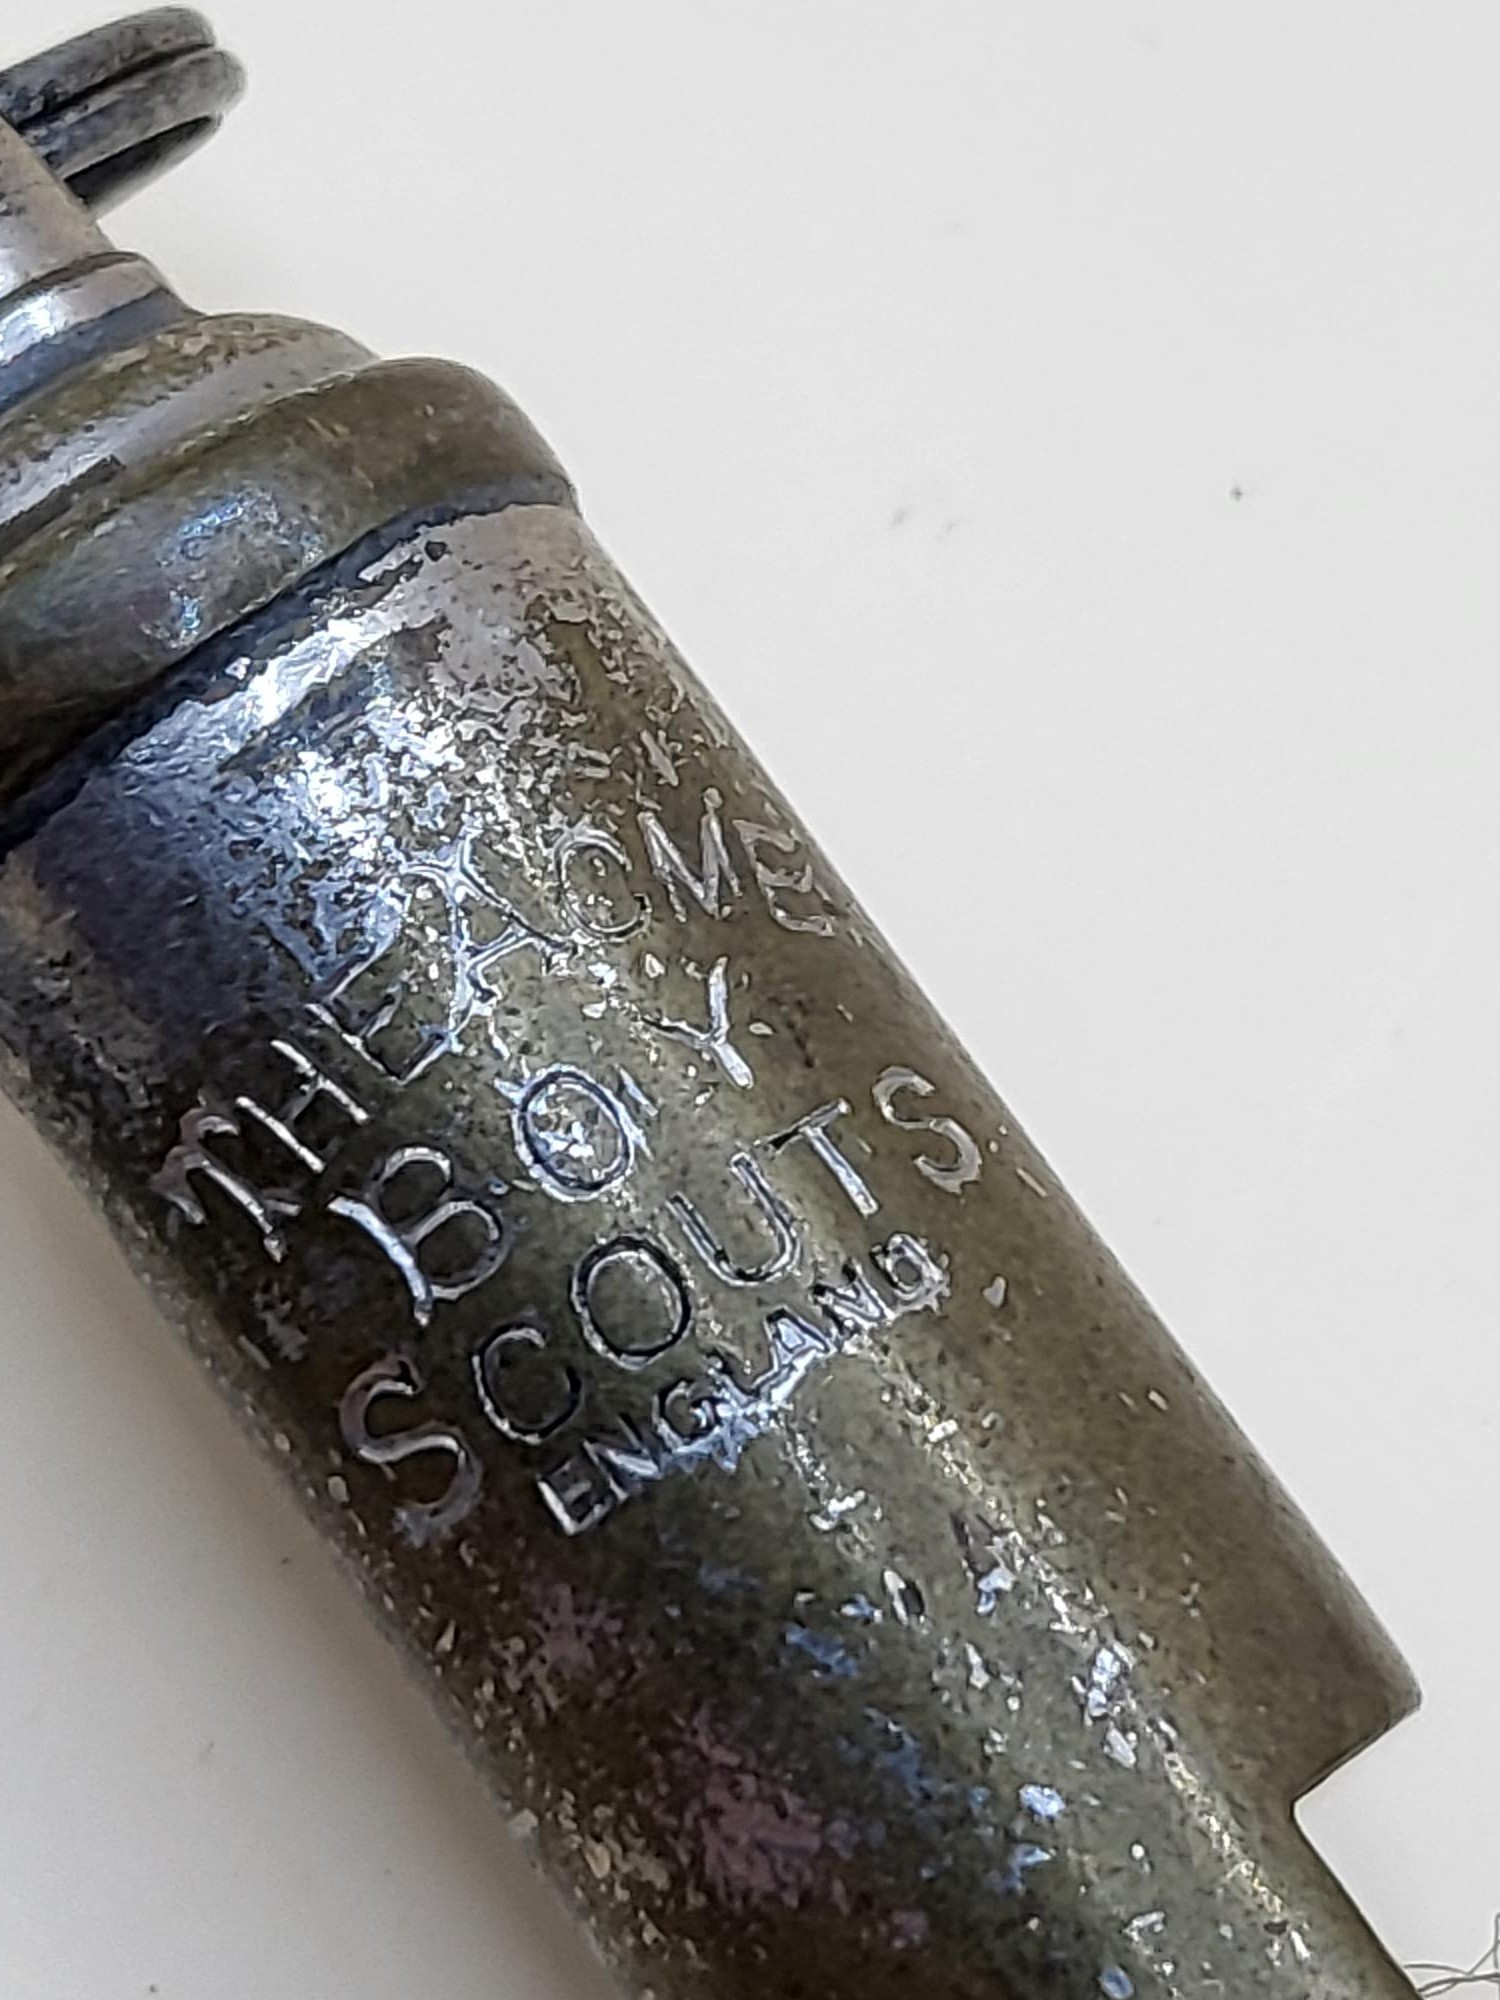 THE ACME
BOY
SCOUTS
ENGLAND